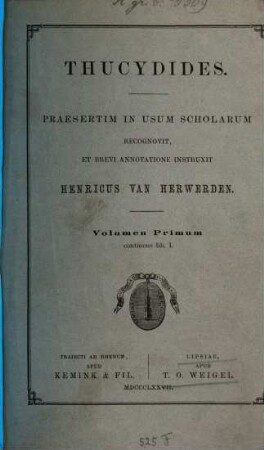 THUCYDIDES.
PRAESERTIM IN USUM SCHOLARUM
RECOGNOVIT,
ET BREVI ANNOTATIONE INSTRUXIT
HENRICUS VAN HERWERDEN.
Volumen Primum
continens lib. I.
TRAIECTI AD RHENUM, LIPSIAE,
APUD APUD
KEMINK & FIL. T. O. WEIGEL.
MDCCCLXXVII.
525 F